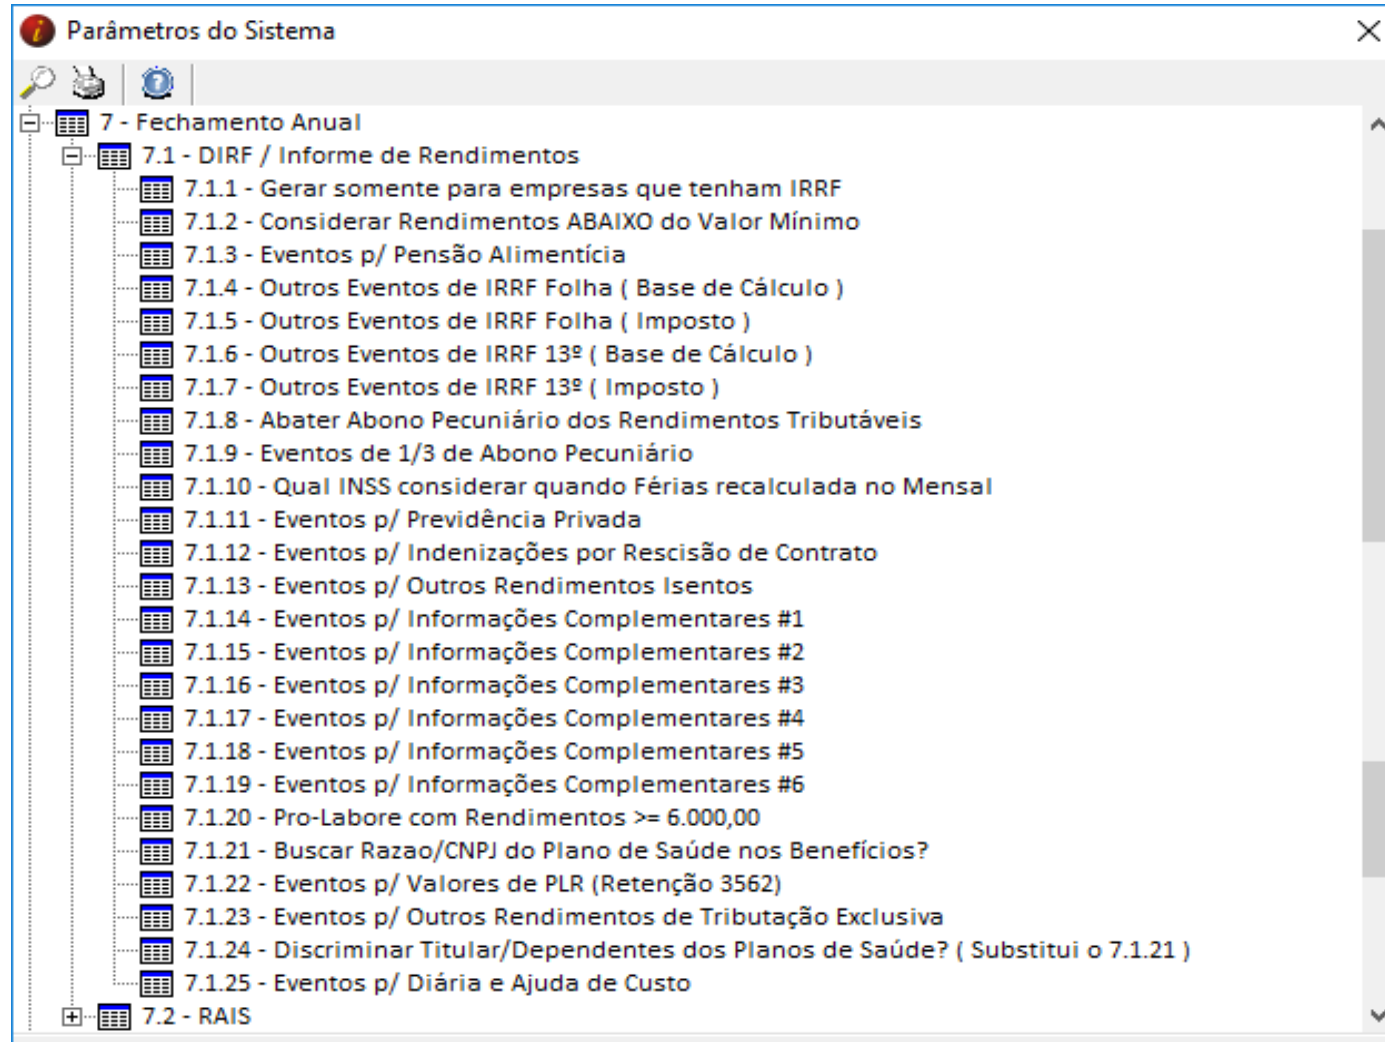 Parâmetros do Sistema
7 - Fechamento Anual
7.1 - DIRF / Informe de Rendimentos
7.1.1 - Gerar somente para empresas que tenham IRRF
7.1.2 - Considerar Rendimentos ABAIXO do Valor Mínimo
7.1.3 - Eventos p/ Pensão Alimentícia
7.1.4 - Outros Eventos de IRRF Folha ( Base de Cálculo )
7.1.5 - Outros Eventos de IRRF Folha ( Imposto )
7.1.6 - Outros Eventos de IRRF 13º ( Base de Cálculo )
7.1.7 - Outros Eventos de IRRF 13º ( Imposto )
7.1.8 - Abater Abono Pecuniário dos Rendimentos Tributáveis
7.1.9 - Eventos de 1/3 de Abono Pecuniário
7.1.10 - Qual INSS considerar quando Férias recalculada no Mensal
7.1.11 - Eventos p/ Previdência Privada
7.1.12 - Eventos p/ Indenizações por Rescisão de Contrato
7.1.13 - Eventos p/ Outros Rendimentos Isentos
7.1.14 - Eventos p/ Informações Complementares #1
7.1.15 - Eventos p/ Informações Complementares #2
7.1.16 - Eventos p/ Informações Complementares #3
7.1.17 - Eventos p/ Informações Complementares #4
7.1.18 - Eventos p/ Informações Complementares #5
7.1.19 - Eventos p/ Informações Complementares #6
7.1.20 - Pro-Labore com Rendimentos >= 6.000,00
7.1.21 - Buscar Razao/CNPJ do Plano de Saúde nos Benefícios?
7.1.22 - Eventos p/ Valores de PLR (Retenção 3562)
7.1.23 - Eventos p/ Outros Rendimentos de Tributação Exclusiva
7.1.24 - Discriminar Titular/Dependentes dos Planos de Saúde? ( Substitui o 7.1.21 )
7.1.25 - Eventos p/ Diária e Ajuda de Custo
7.2 - RAIS